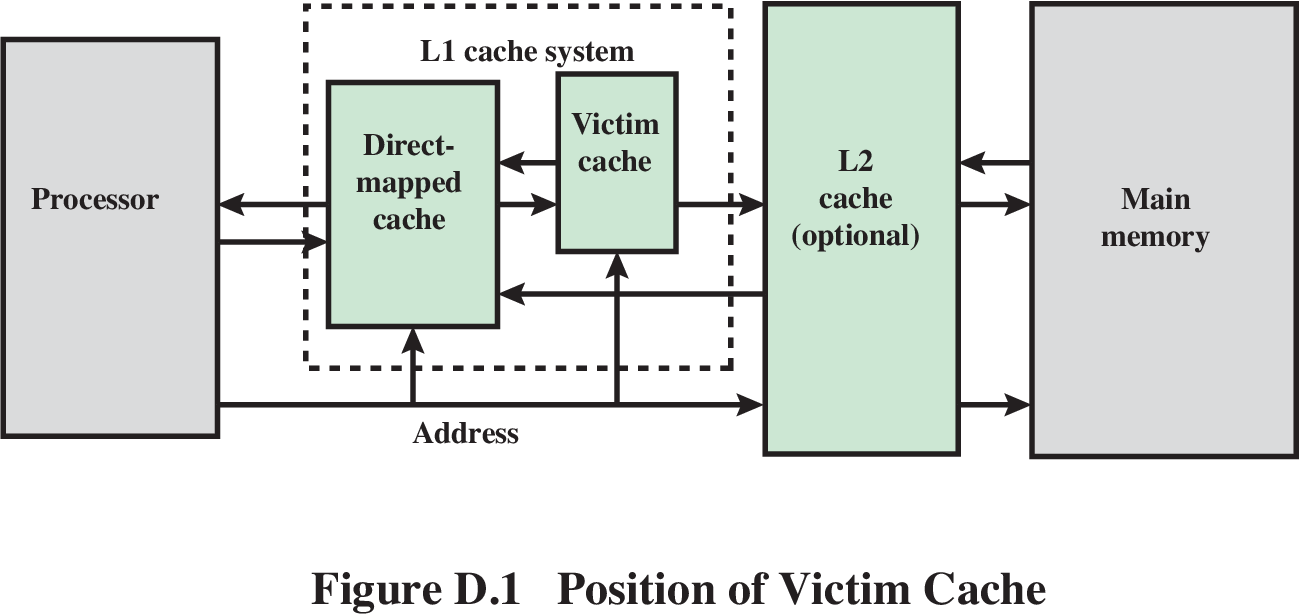 L1 cache system
Processor
Direct-
mapped
cache
Victim
cache
L2
cache
(optional)
Main
memory
Address
Figure D.1 Position of Victim Cache